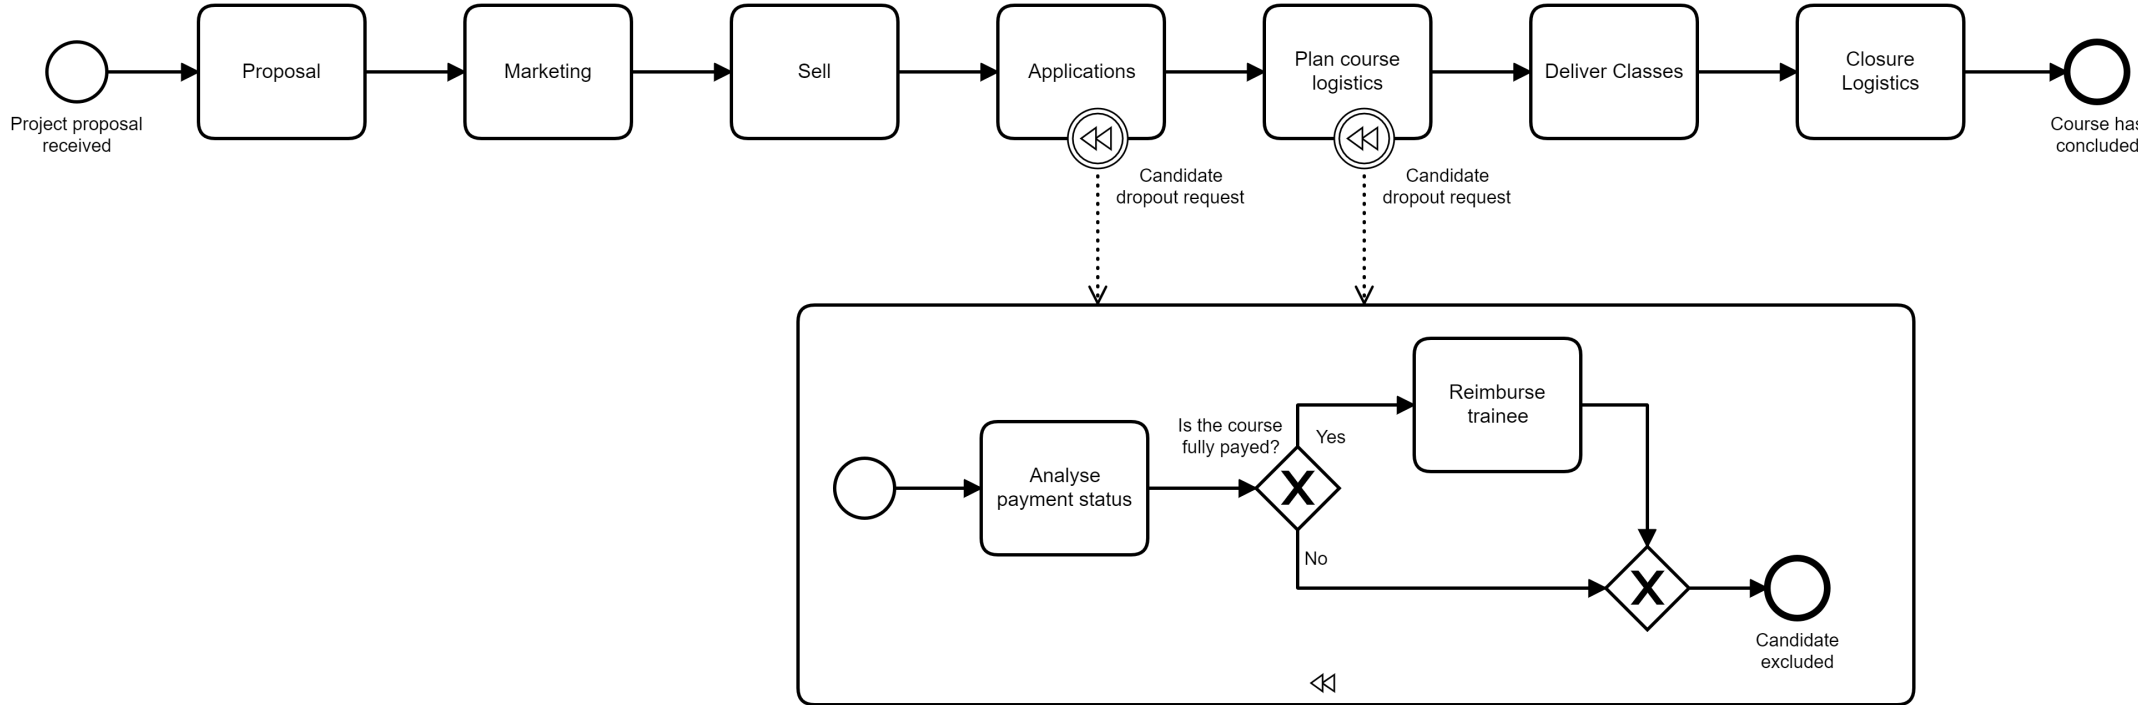 Proposal
Marketing
Sell
Applications
Plan course
logistics
Deliver Classes
Closure
Logistics
Project proposal
received
Course has
concluded
Candidate
dropout request
Candidate
dropout request
Analyse
payment status
Is the course
fully payed?
Yes
No
Reimburse
trainee
Candidate
excluded